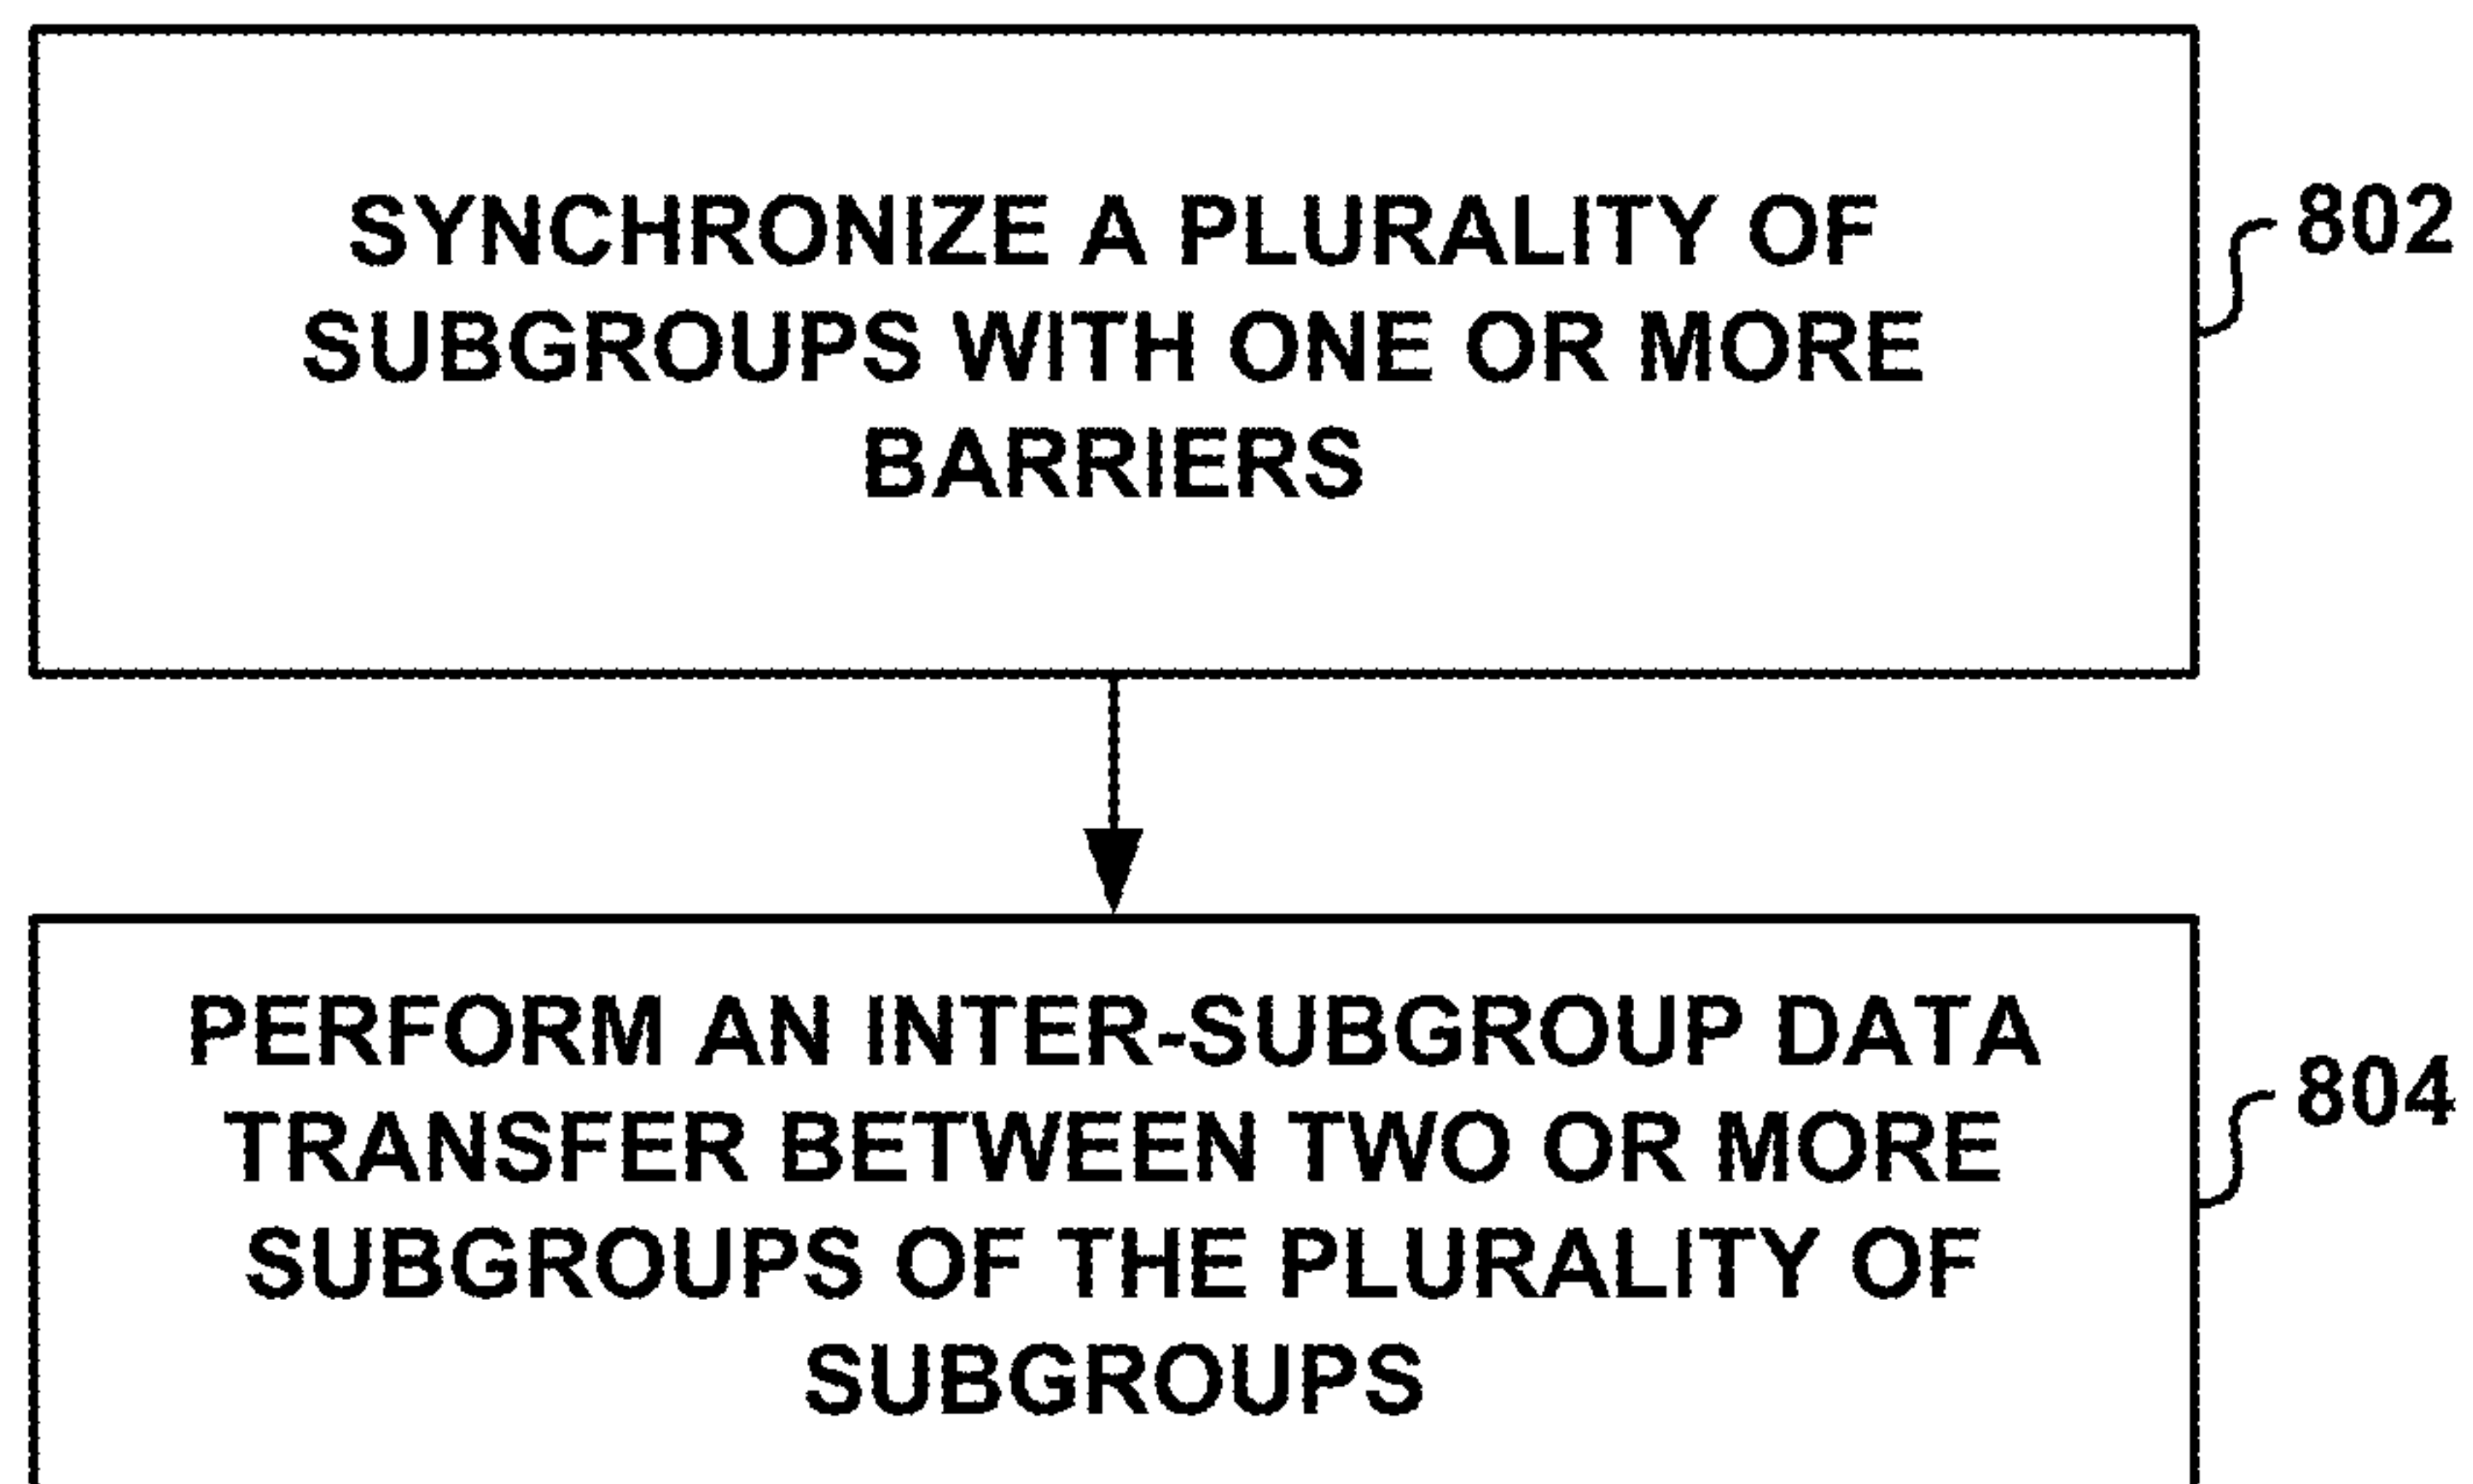 SYNCHRONIZE A PLURALITY OF
SUBGROUPS WITH ONE OR MORE
BARRIERS
802
PERFORM AN INTER-SUBGROUP DATA
TRANSFER BETWEEN TWO OR MORE
SUBGROUPS OF THE PLURALITY OF
SUBGROUPS
804